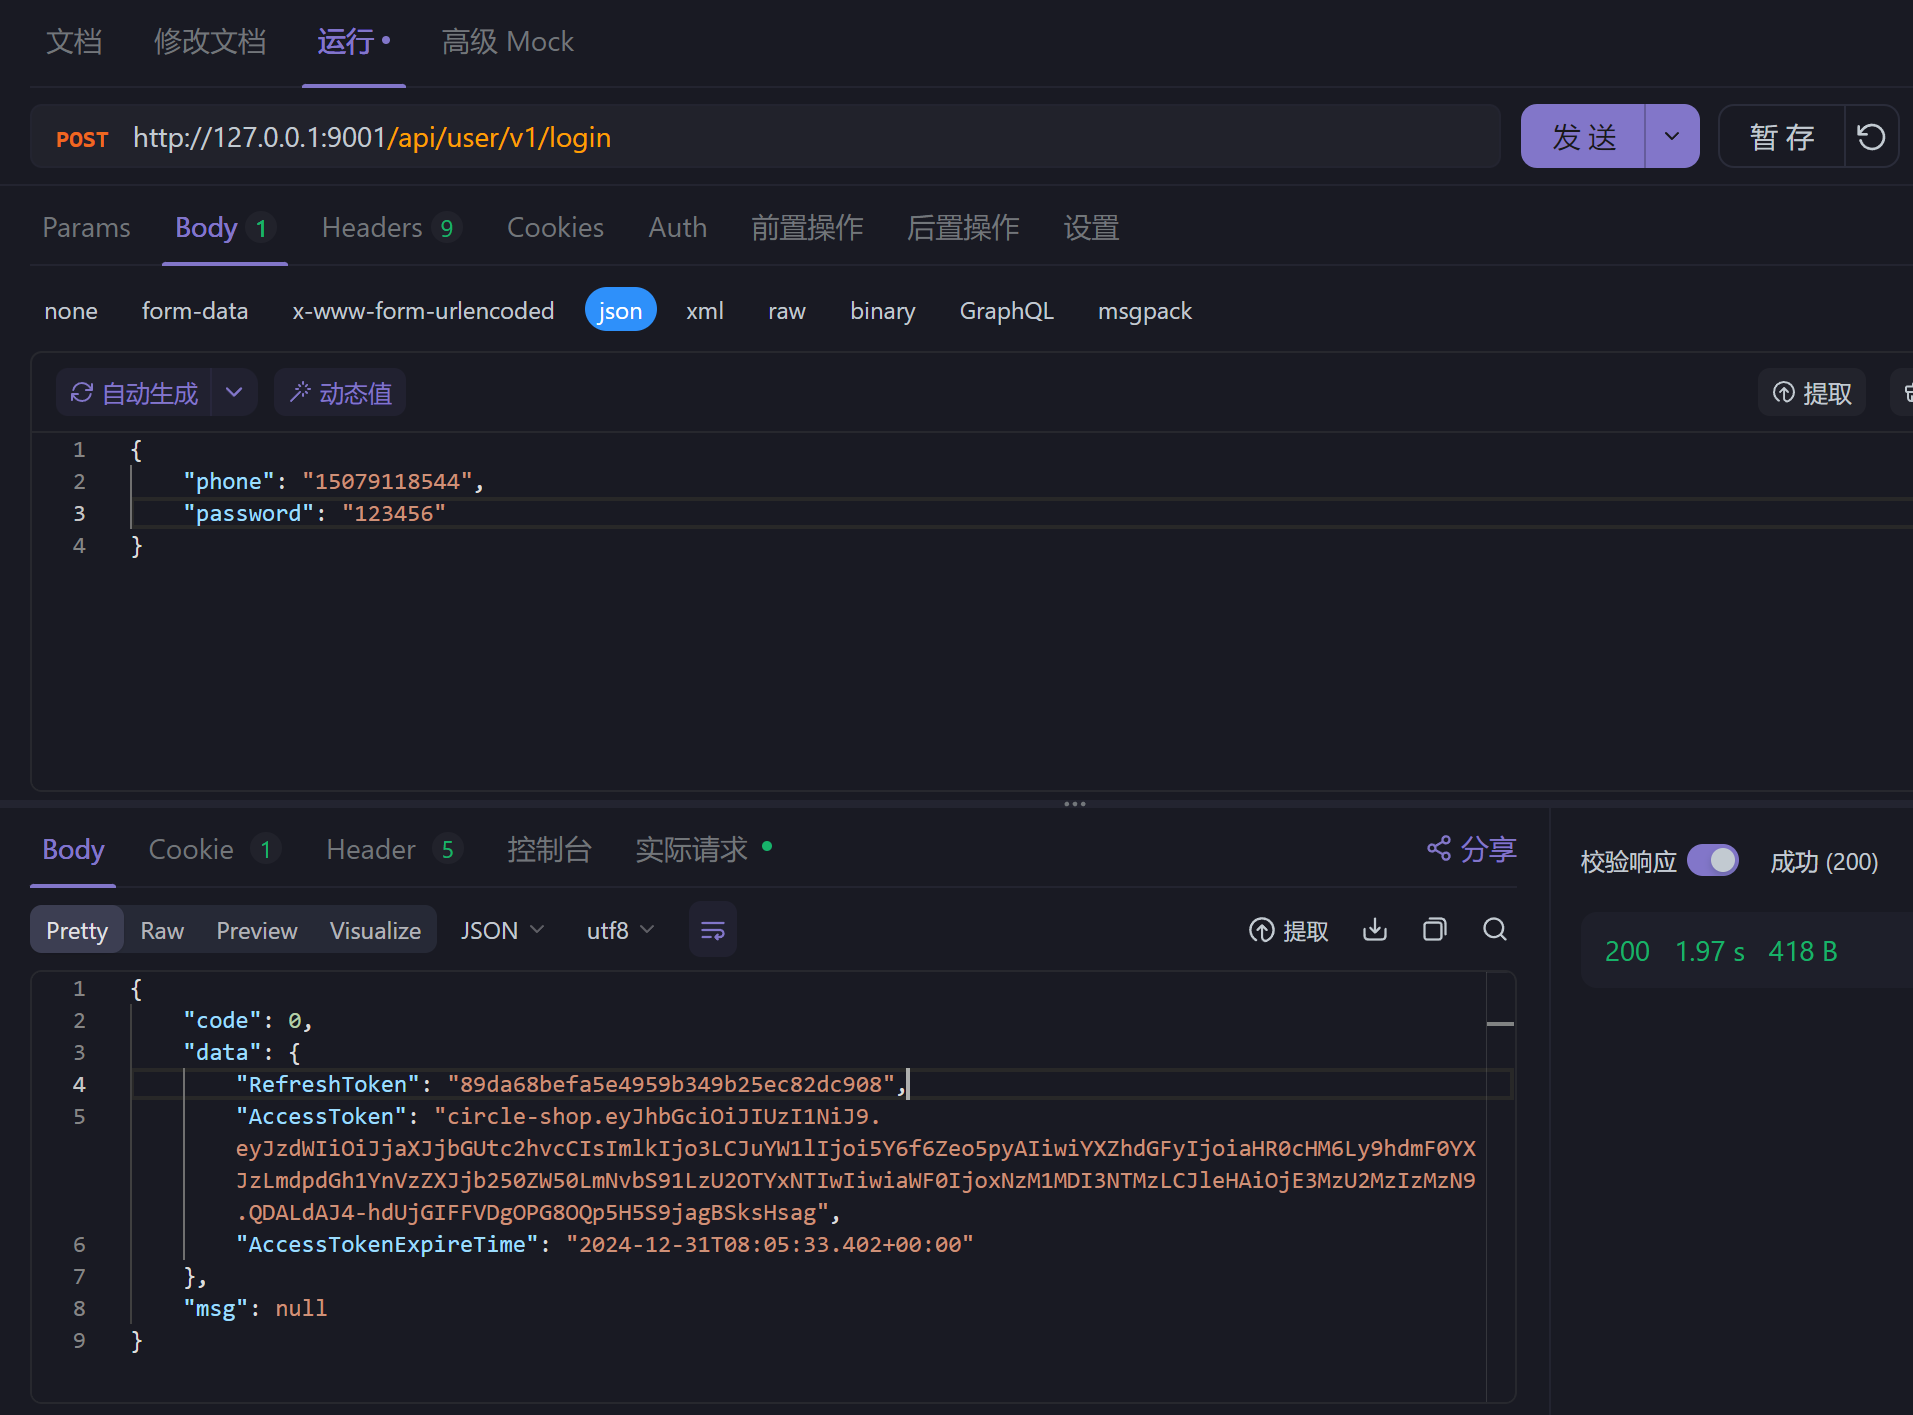 文档 修改文档 运行 高级 Mock
POST http://127.0.0.1:9001/api/user/v1/login 发 送 暂 存
Params Body 1 Headers 9 Cookies Auth 前置操作 后置操作 设置
none form-data x-www-form-urlencoded json xml raw binary GraphQL msgpack
自动生成 动态值 提取
1 {
2 "phone": "15079118544",
3 "password": "123456"
4 }
Body Cookie 1 Header 5 控制台 实际请求 分享 校验响应 成功 (200)
Pretty Raw Preview Visualize JSON utf8 提取
200 1.97 s 418 B
1 {
2 "code": 0,
3 "data": {
4 "RefreshToken": "89da68befa5e4959b349b25ec82dc908",
5 "AccessToken": "circle-shop.eyJhbGciOiJIUzI1NiJ9.
eyJzdWIiOiJjaXJjbGUtc2hvcCIsImlkIjo3LCJuYW1lIjoi5Y6f6Zeo5pyAIiwiYXZhdGFyIjoiaHR0cHM6Ly9hdmF0YX
JzLmdpdGh1YnVzZXJjb250ZW50LmNvbS91LzU2OTYxNTIwIiwiaWF0IjoxNzM1MDI3NTMzLCJleHAiOjE3MzU2MzIzMzN9
.QDALdAJ4-hdUjGIFFVDgOPG8OQp5H5S9jagBSksHsag",
6 "AccessTokenExpireTime": "2024-12-31T08:05:33.402+00:00"
7 },
8 "msg": null
9 }